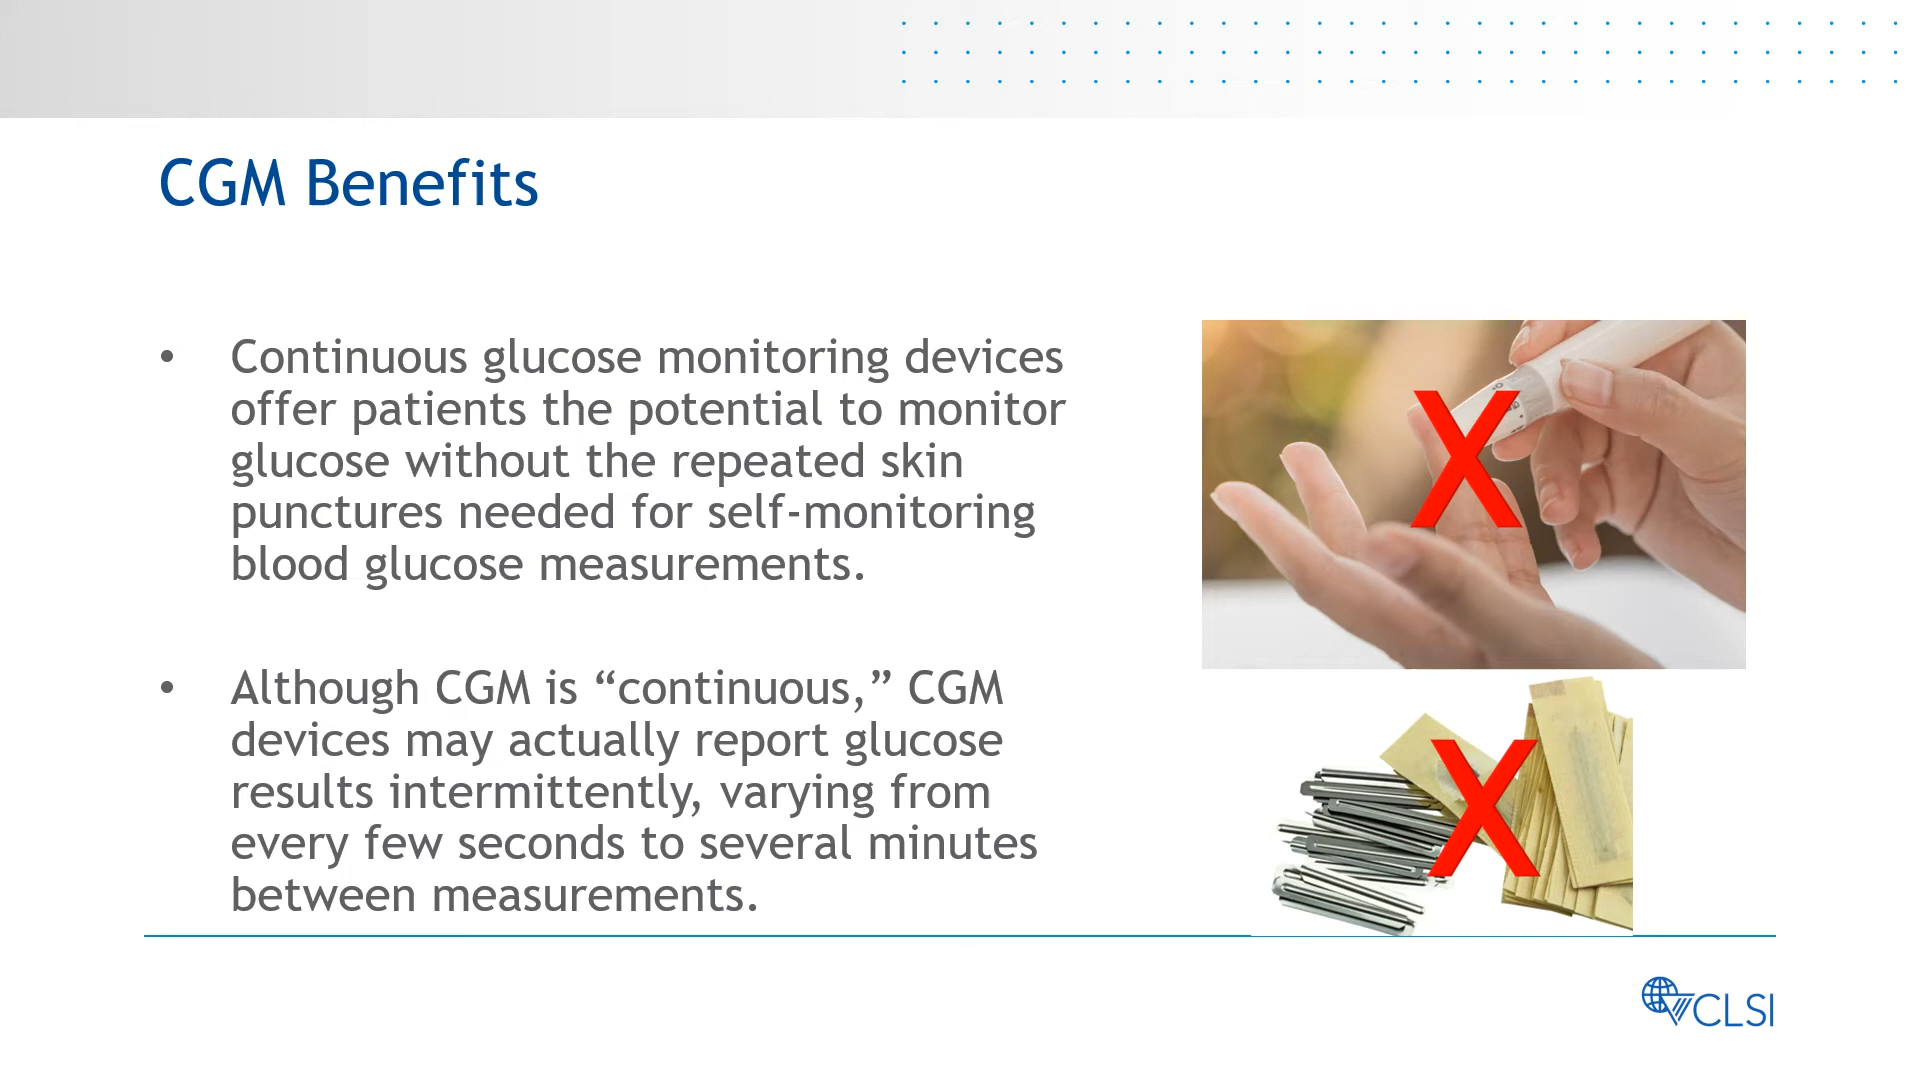 CGM Benefits
• Continuous glucose monitoring devices
offer patients the potential to monitor
glucose without the repeated skin
punctures needed for self-monitoring
blood glucose measurements.
• Although CGM is “continuous,” CGM
devices may actually report glucose
results intermittently, varying from
every few seconds to several minutes
between measurements.
X
X
CLSI